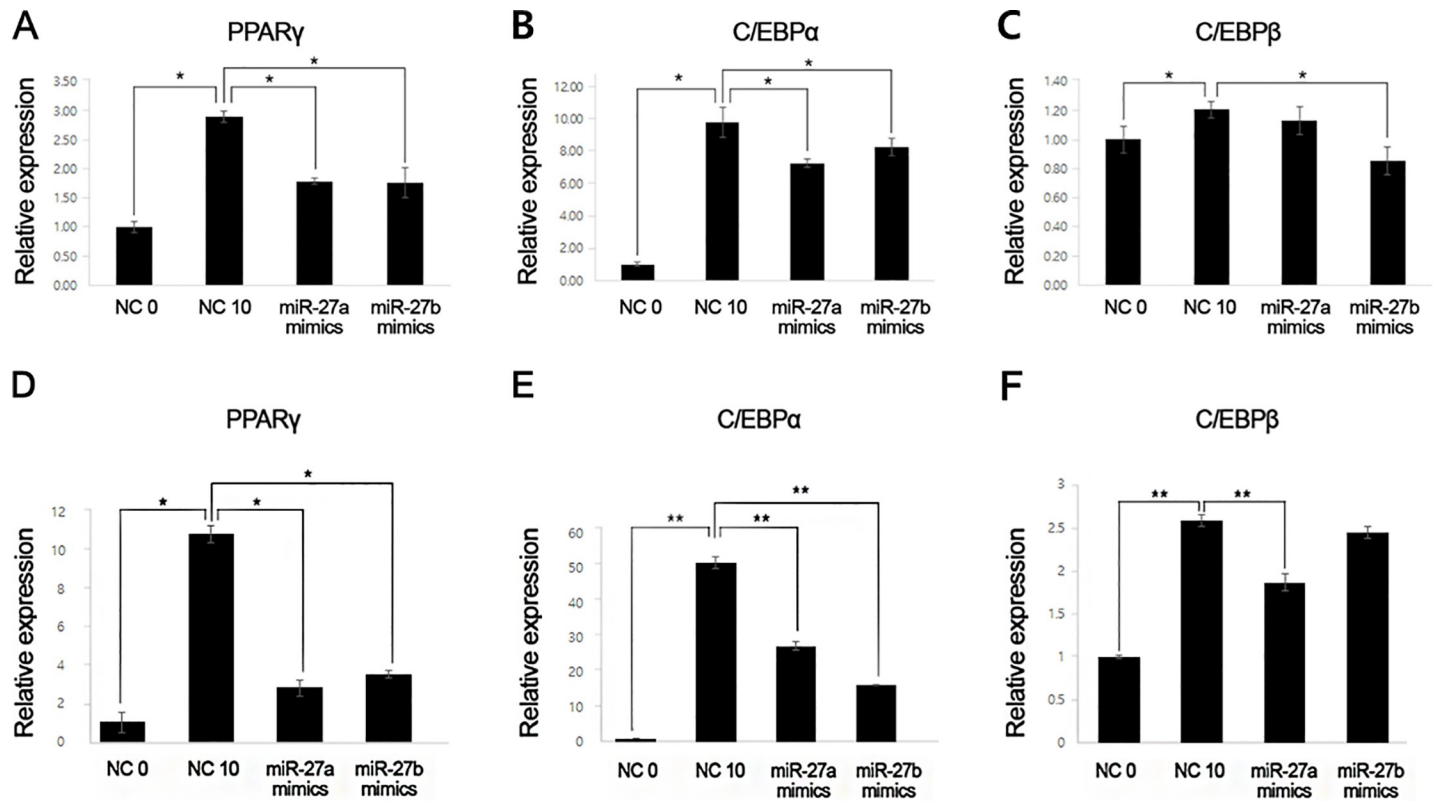 A
PPARγ
Relative expression
3.50
3.00
2.50
2.00
1.50
1.00
0.50
0.00
*
*
*
NC 0
NC 10
miR-27a
mimics
miR-27b
mimics
B
C/EBPα
Relative expression
12.00
10.00
8.00
6.00
4.00
2.00
0.00
*
*
*
NC 0
NC 10
miR-27a
mimics
miR-27b
mimics
C
C/EBPβ
Relative expression
1.40
1.20
1.00
0.80
0.60
0.40
0.20
0.00
*
*
NC 0
NC 10
miR-27a
mimics
miR-27b
mimics
D
PPARγ
Relative expression
12
10
8
6
4
2
0
*
*
*
NC 0
NC 10
miR-27a
mimics
miR-27b
mimics
E
C/EBPα
Relative expression
60
50
40
30
20
10
0
**
**
**
NC 0
NC 10
miR-27a
mimics
miR-27b
mimics
F
C/EBPβ
Relative expression
3
2.5
2
1.5
1
0.5
0
**
**
NC 0
NC 10
miR-27a
mimics
miR-27b
mimics